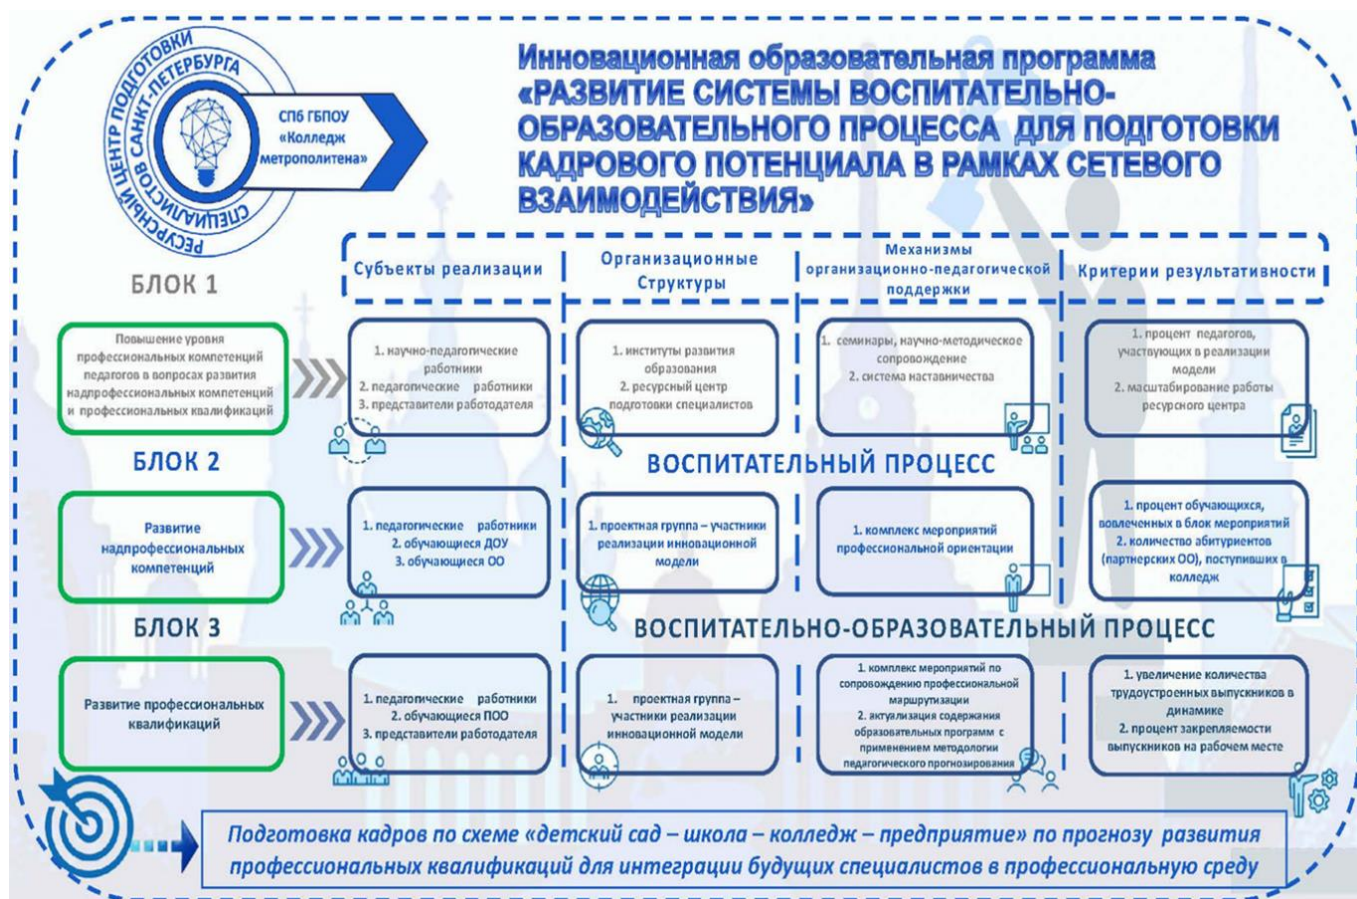 РЕСУРСНЫЙ ЦЕНТР ПОДГОТОВКИ
СПЕЦИАЛИСТОВ САНКТ-ПЕТЕРБУРГА
СПб ГБПОУ
«Колледж
метрополитена»
Инновационная образовательная программа
«РАЗВИТИЕ СИСТЕМЫ ВОСПИТАТЕЛЬНО-
ОБРАЗОВАТЕЛЬНОГО ПРОЦЕССА ДЛЯ ПОДГОТОВКИ
КАДРОВОГО ПОТЕНЦИАЛА В РАМКАХ СЕТЕВОГО
ВЗАИМОДЕЙСТВИЯ»
Субъекты реализации
Организационные
Структуры
Механизмы
организационно-педагогической
поддержки
Критерии результативности
БЛОК 1
Повышение уровня
профессиональных компетенций
педагогов в вопросах развития
надпрофессиональных компетенций
и профессиональных квалификаций
1. научно-педагогические
работники
2. педагогические работники
3. представители работодателя
1. институты развития
образования
2. ресурсный центр
подготовки специалистов
1. семинары, научно-методическое
сопровождение
2. система наставничества
1. процент педагогов,
участвующих в реализации
модели
2. масштабирование работы
ресурсного центра
БЛОК 2
ВОСПИТАТЕЛЬНЫЙ ПРОЦЕСС
Развитие
надпрофессиональных
компетенций
1. педагогические работники
2. обучающиеся ДОУ
3. обучающиеся ОО
1. проектная группа – участники
реализации инновационной
модели
1. комплекс мероприятий
профессиональной ориентации
1. процент обучающихся,
вовлеченных в блок мероприятий
2. количество абитуриентов
(партнерских ОО), поступивших в
колледж
БЛОК 3
ВОСПИТАТЕЛЬНО-ОБРАЗОВАТЕЛЬНЫЙ ПРОЦЕСС
Развитие профессиональных
квалификаций
1. педагогические работники
2. обучающиеся ПОО
3. представители работодателя
1. проектная группа –
участники реализации
инновационной модели
1. комплекс мероприятий по
сопровождению профессиональной
маршрутизации
2. актуализация содержания
образовательных программ с
применением методологии
педагогического прогнозирования
1. увеличение количества
трудоустроенных выпускников в
динамике
2. процент закрепляемости
выпускников на рабочем месте
Подготовка кадров по схеме «детский сад – школа – колледж – предприятие» по прогнозу развития
профессиональных квалификаций для интеграции будущих специалистов в профессиональную среду